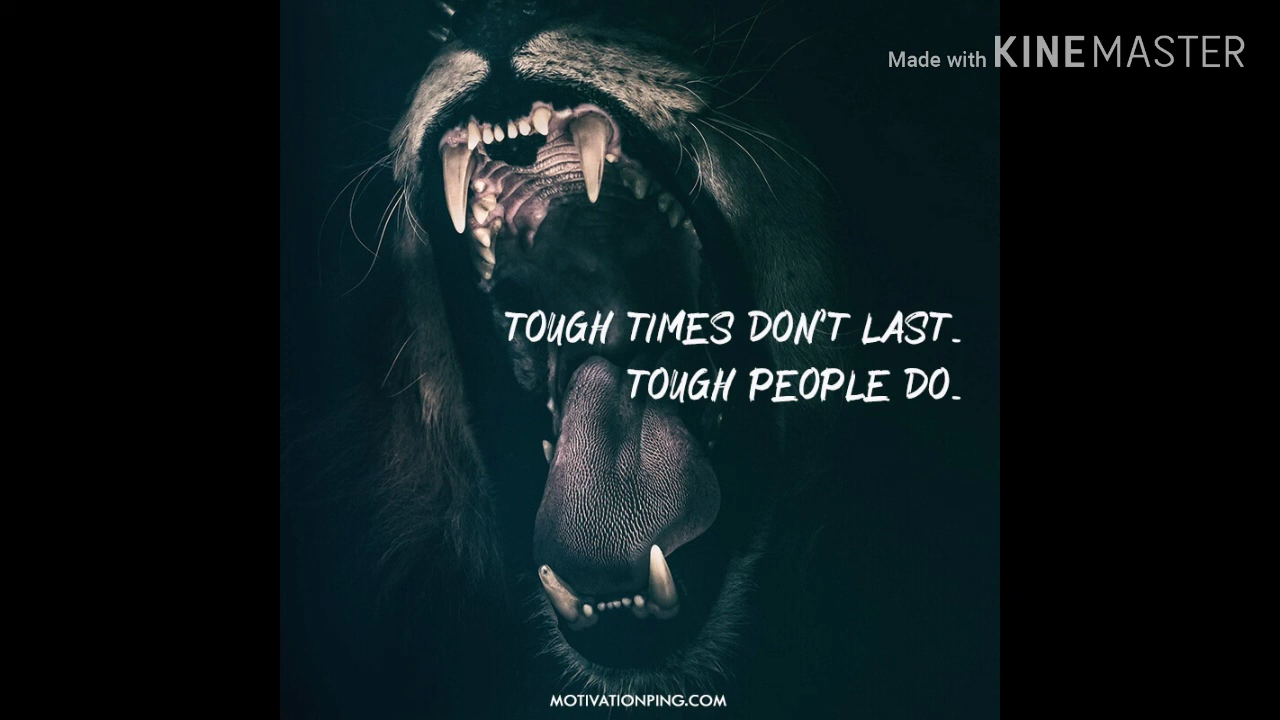 Made with KINEMASTER
TOUGH TIMES DON'T LAST.
TOUGH PEOPLE DO.
MOTIVATIONPING.COM